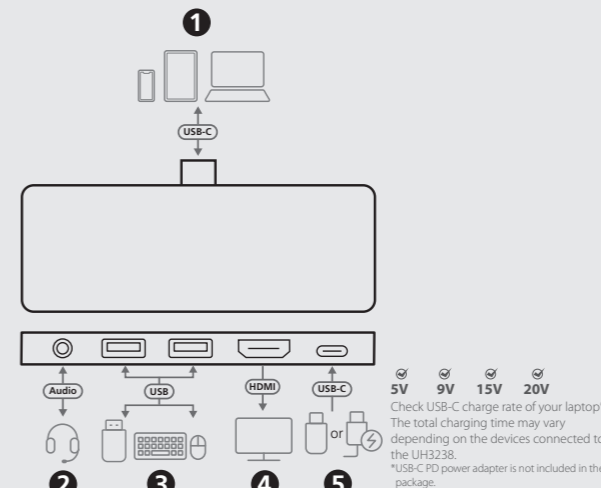 1
USB-C
Audio
USB
HDMI
USB-C
or
2
3
4
5
5V 9V 15V 20V
Check USB-C charge rate of your laptop*
The total charging time may vary
depending on the devices connected to
the UH3238.
*USB-C PD power adapter is not included in the
package.